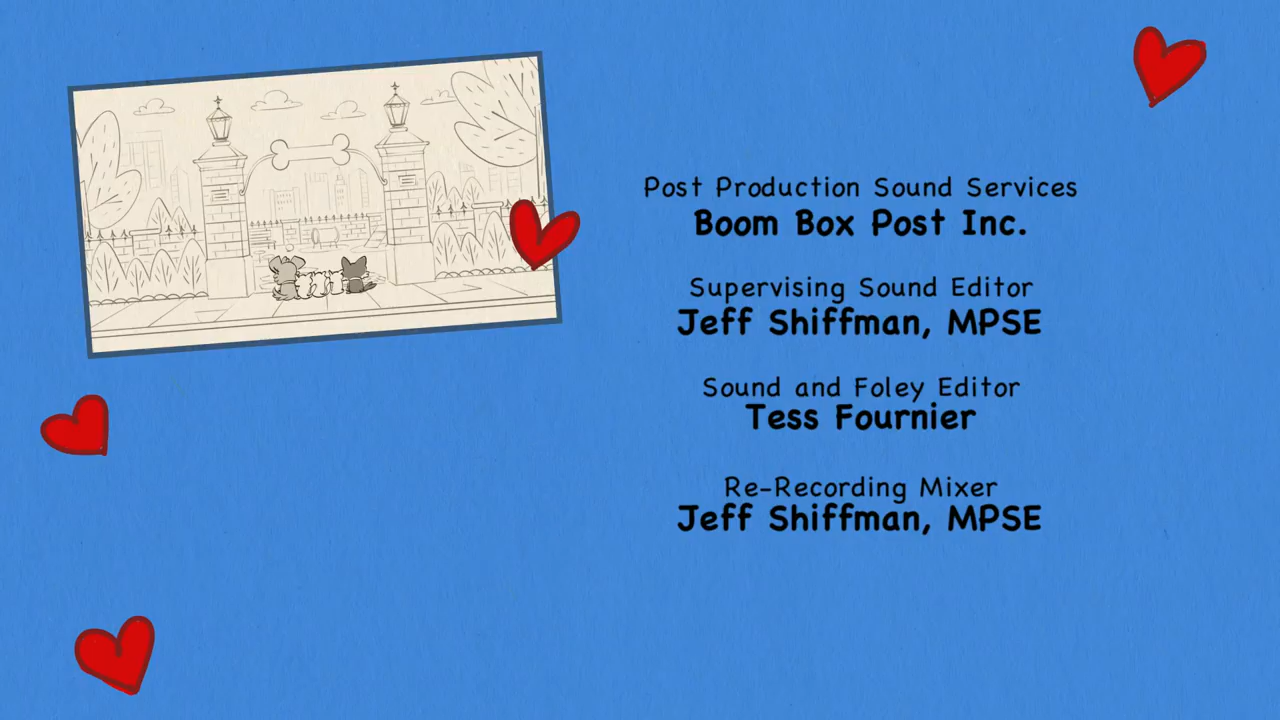 Post Production Sound Services
Boom Box Post Inc.
Supervising Sound Editor
Jeff Shiffman, MPSE
Sound and Foley Editor
Tess Fournier
Re-Recording Mixer
Jeff Shiffman, MPSE